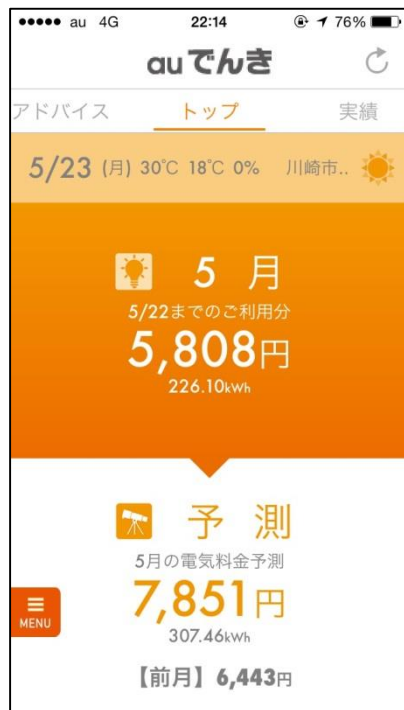 au 4G 22:14 76%
auでんき
アドバイス トップ 実績
5/23 (月) 30℃ 18℃ 0% 川崎市..
5月
5/22までのご利用分
5,808円
226.10kWh
予測
5月の電気料金予測
7,851円
MENU
307.46kWh
【前月】6,443円